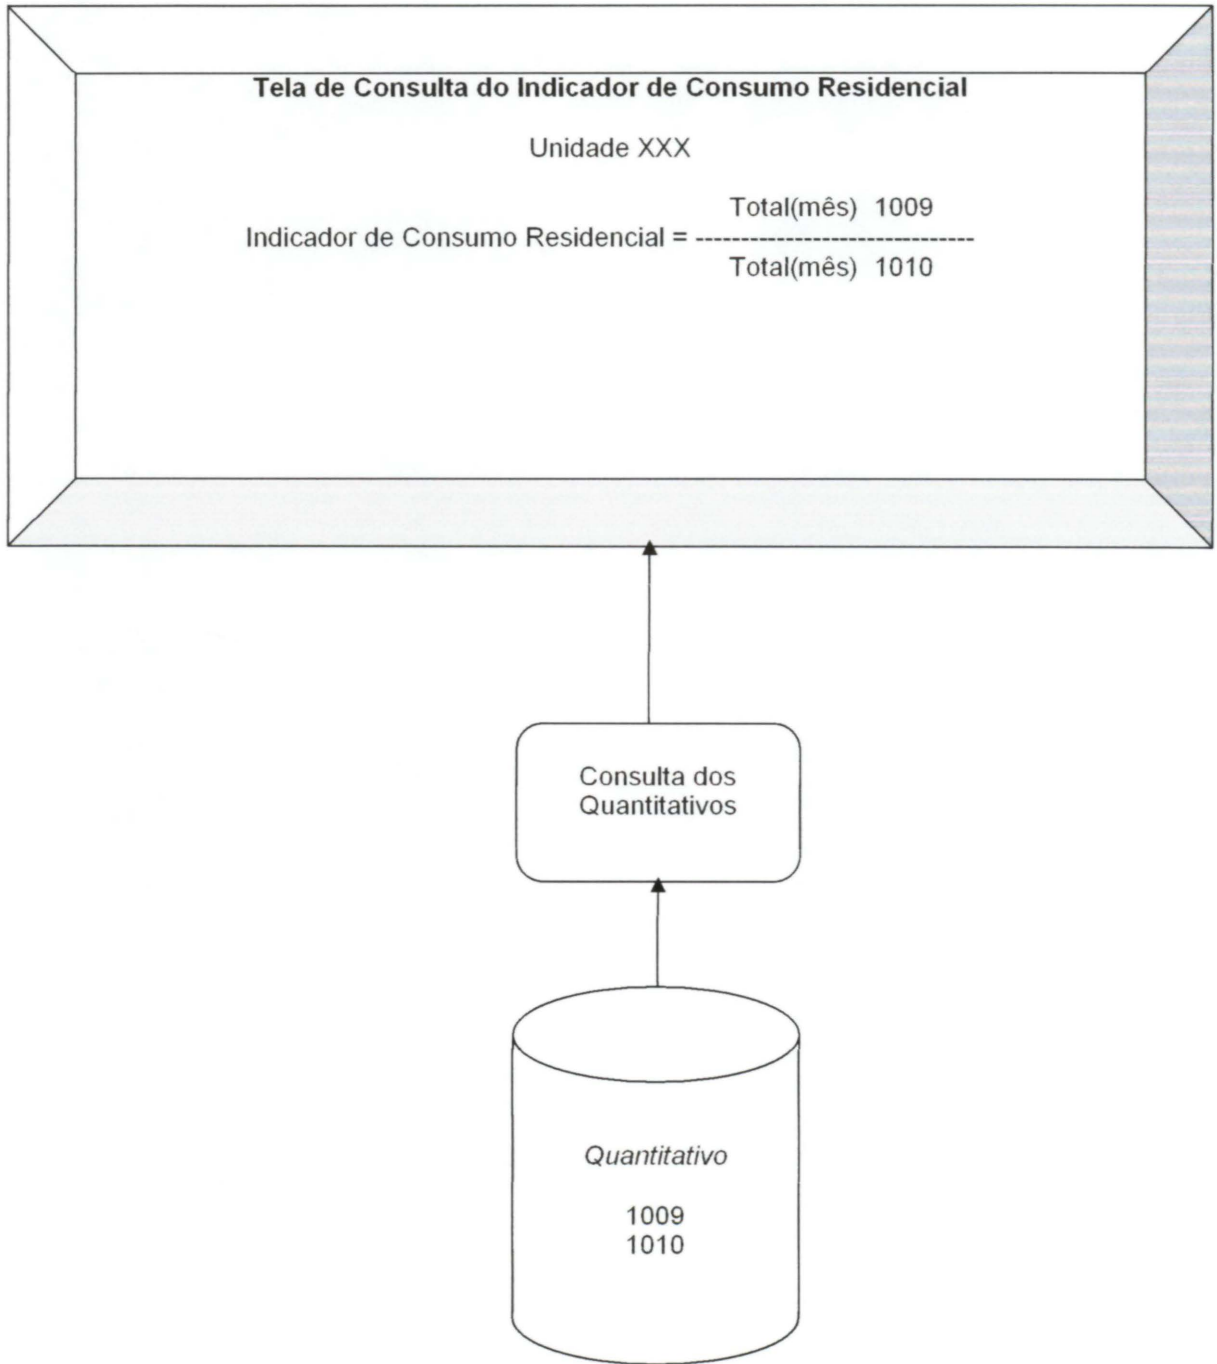 Tela de Consulta do Indicador de Consumo Residencial
Unidade XXX
Total(mês) 1009
Indicador de Consumo Residencial = -------------------------------
Total(mês) 1010
Consulta dos
Quantitativos
Quantitativo
1009
1010